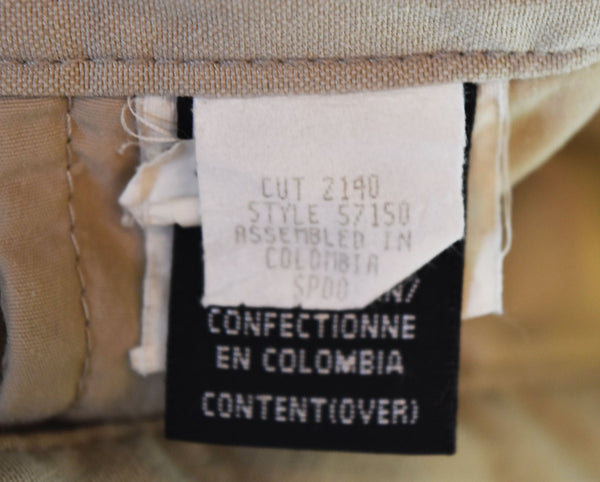 CUT 2140
STYLE 57150
ASSEMBLED IN
COLOMBIA
SP00
CONFECTIONNE
EN COLOMBIA
CONTENT(OVER)